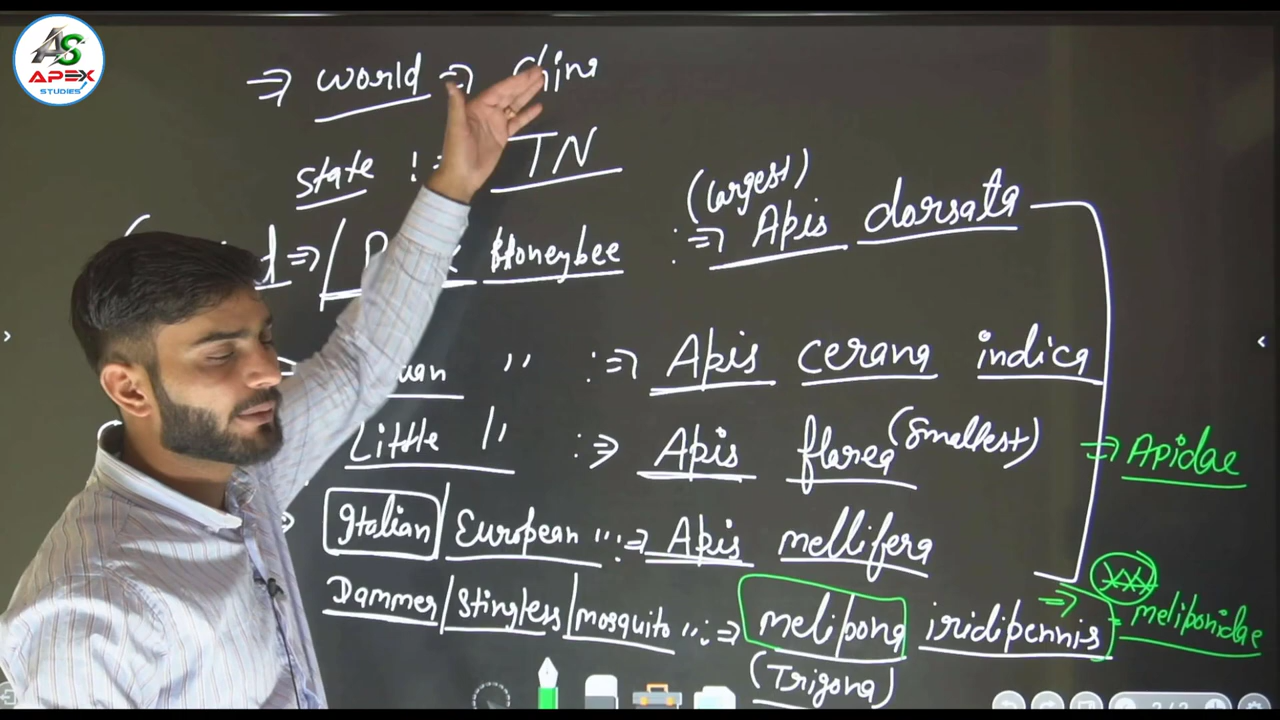 AS
APEX
STUDIES
⇒ World ⇒
State :- TN
(largest)
⇒ / Honeybee :⇒ Apis dorsata
" :⇒ Apis cerana indica
Little " :⇒ Apis florea (smallest)
⇒ Apidae
Italian / European " :⇒ Apis mellifera
Dammer / Stingless / mosquito " :⇒ melipona iridipennis
⇒ - meliponidae
(Trigona)